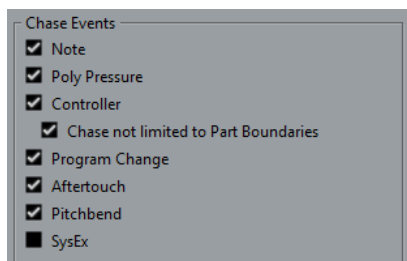 Chase Events
Note
Poly Pressure
Controller
Chase not limited to Part Boundaries
Program Change
Aftertouch
Pitchbend
SysEx